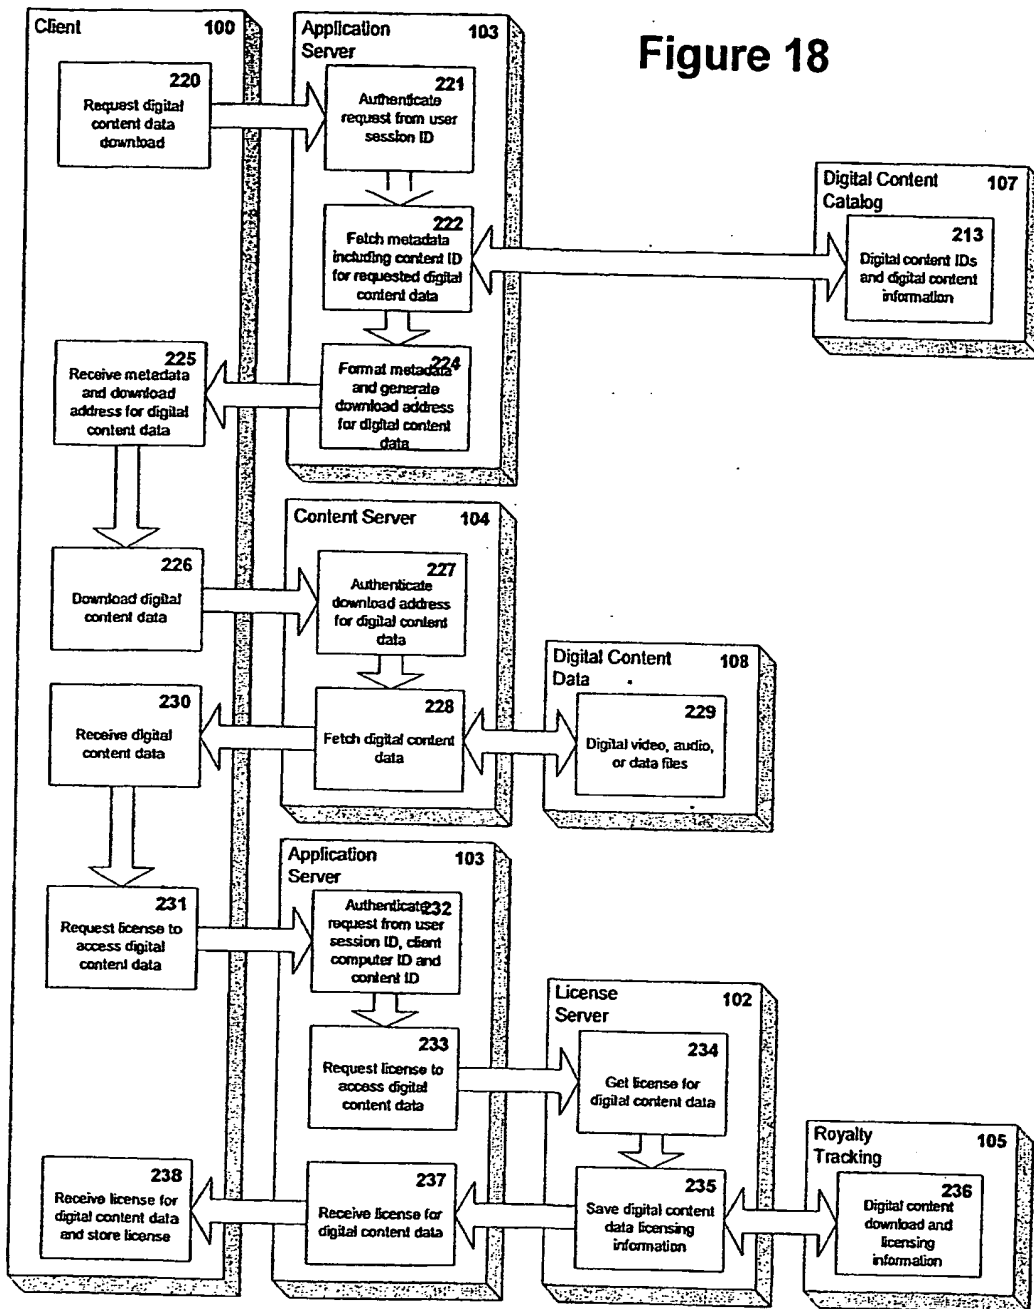 Figure 18
Client 100
220
Request digital
content data
download
Application 103
Server
221
Authenticate
request from user
session ID
222
Fetch metadata
including content ID
for requested digital
content data
Digital Content 107
Catalog
213
Digital content IDs
and digital content
information
224
Format metadata
and generate
download address
for digital content
data
225
Receive metadata
and download
address for digital
content data
226
Download digital
content data
Content Server 104
227
Authenticate
download address
for digital content
data
228
Fetch digital content
data
Digital Content 108
Data
229
Digital video, audio,
or data files
230
Receive digital
content data
231
Request license to
access digital
content data
Application 103
Server
232
Authenticate
request from user
session ID, client
computer ID and
content ID
233
Request license to
access digital
content data
License 102
Server
234
Get license for
digital content data
235
Save digital content
data licensing
information
Royalty 105
Tracking
236
Digital content
download and
licensing
information
237
Receive license for
digital content data
238
Receive license for
digital content data
and store license